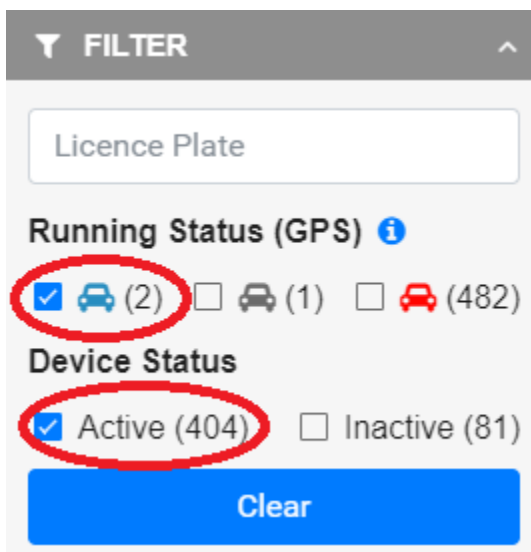 FILTER
Licence Plate
Running Status (GPS)
(2) (1) (482)
Device Status
Active (404) Inactive (81)
Clear